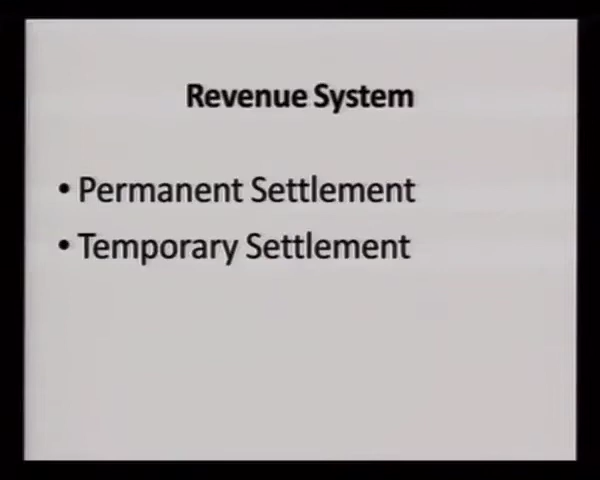 Revenue System
• Permanent Settlement
• Temporary Settlement